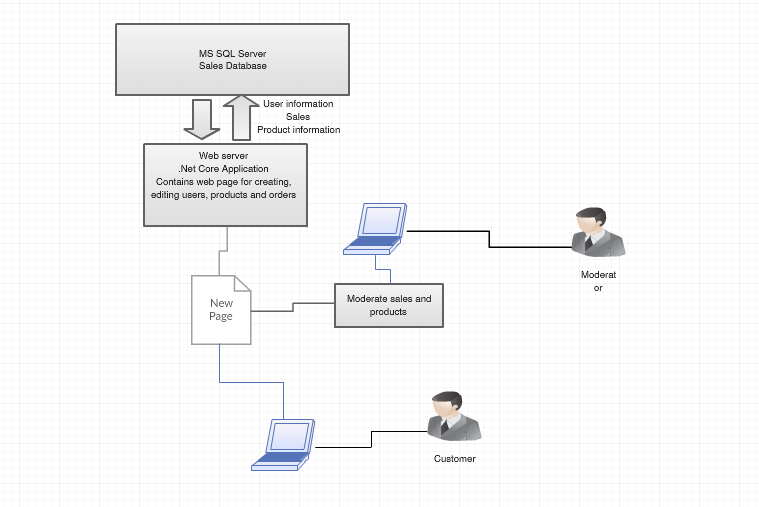 MS SQL Server
Sales Database
User information
Sales
Product information
Web server
.Net Core Application
Contains web page for creating,
editing users, products and orders
Moderat
or
New
Page
Moderate sales and
products
Customer